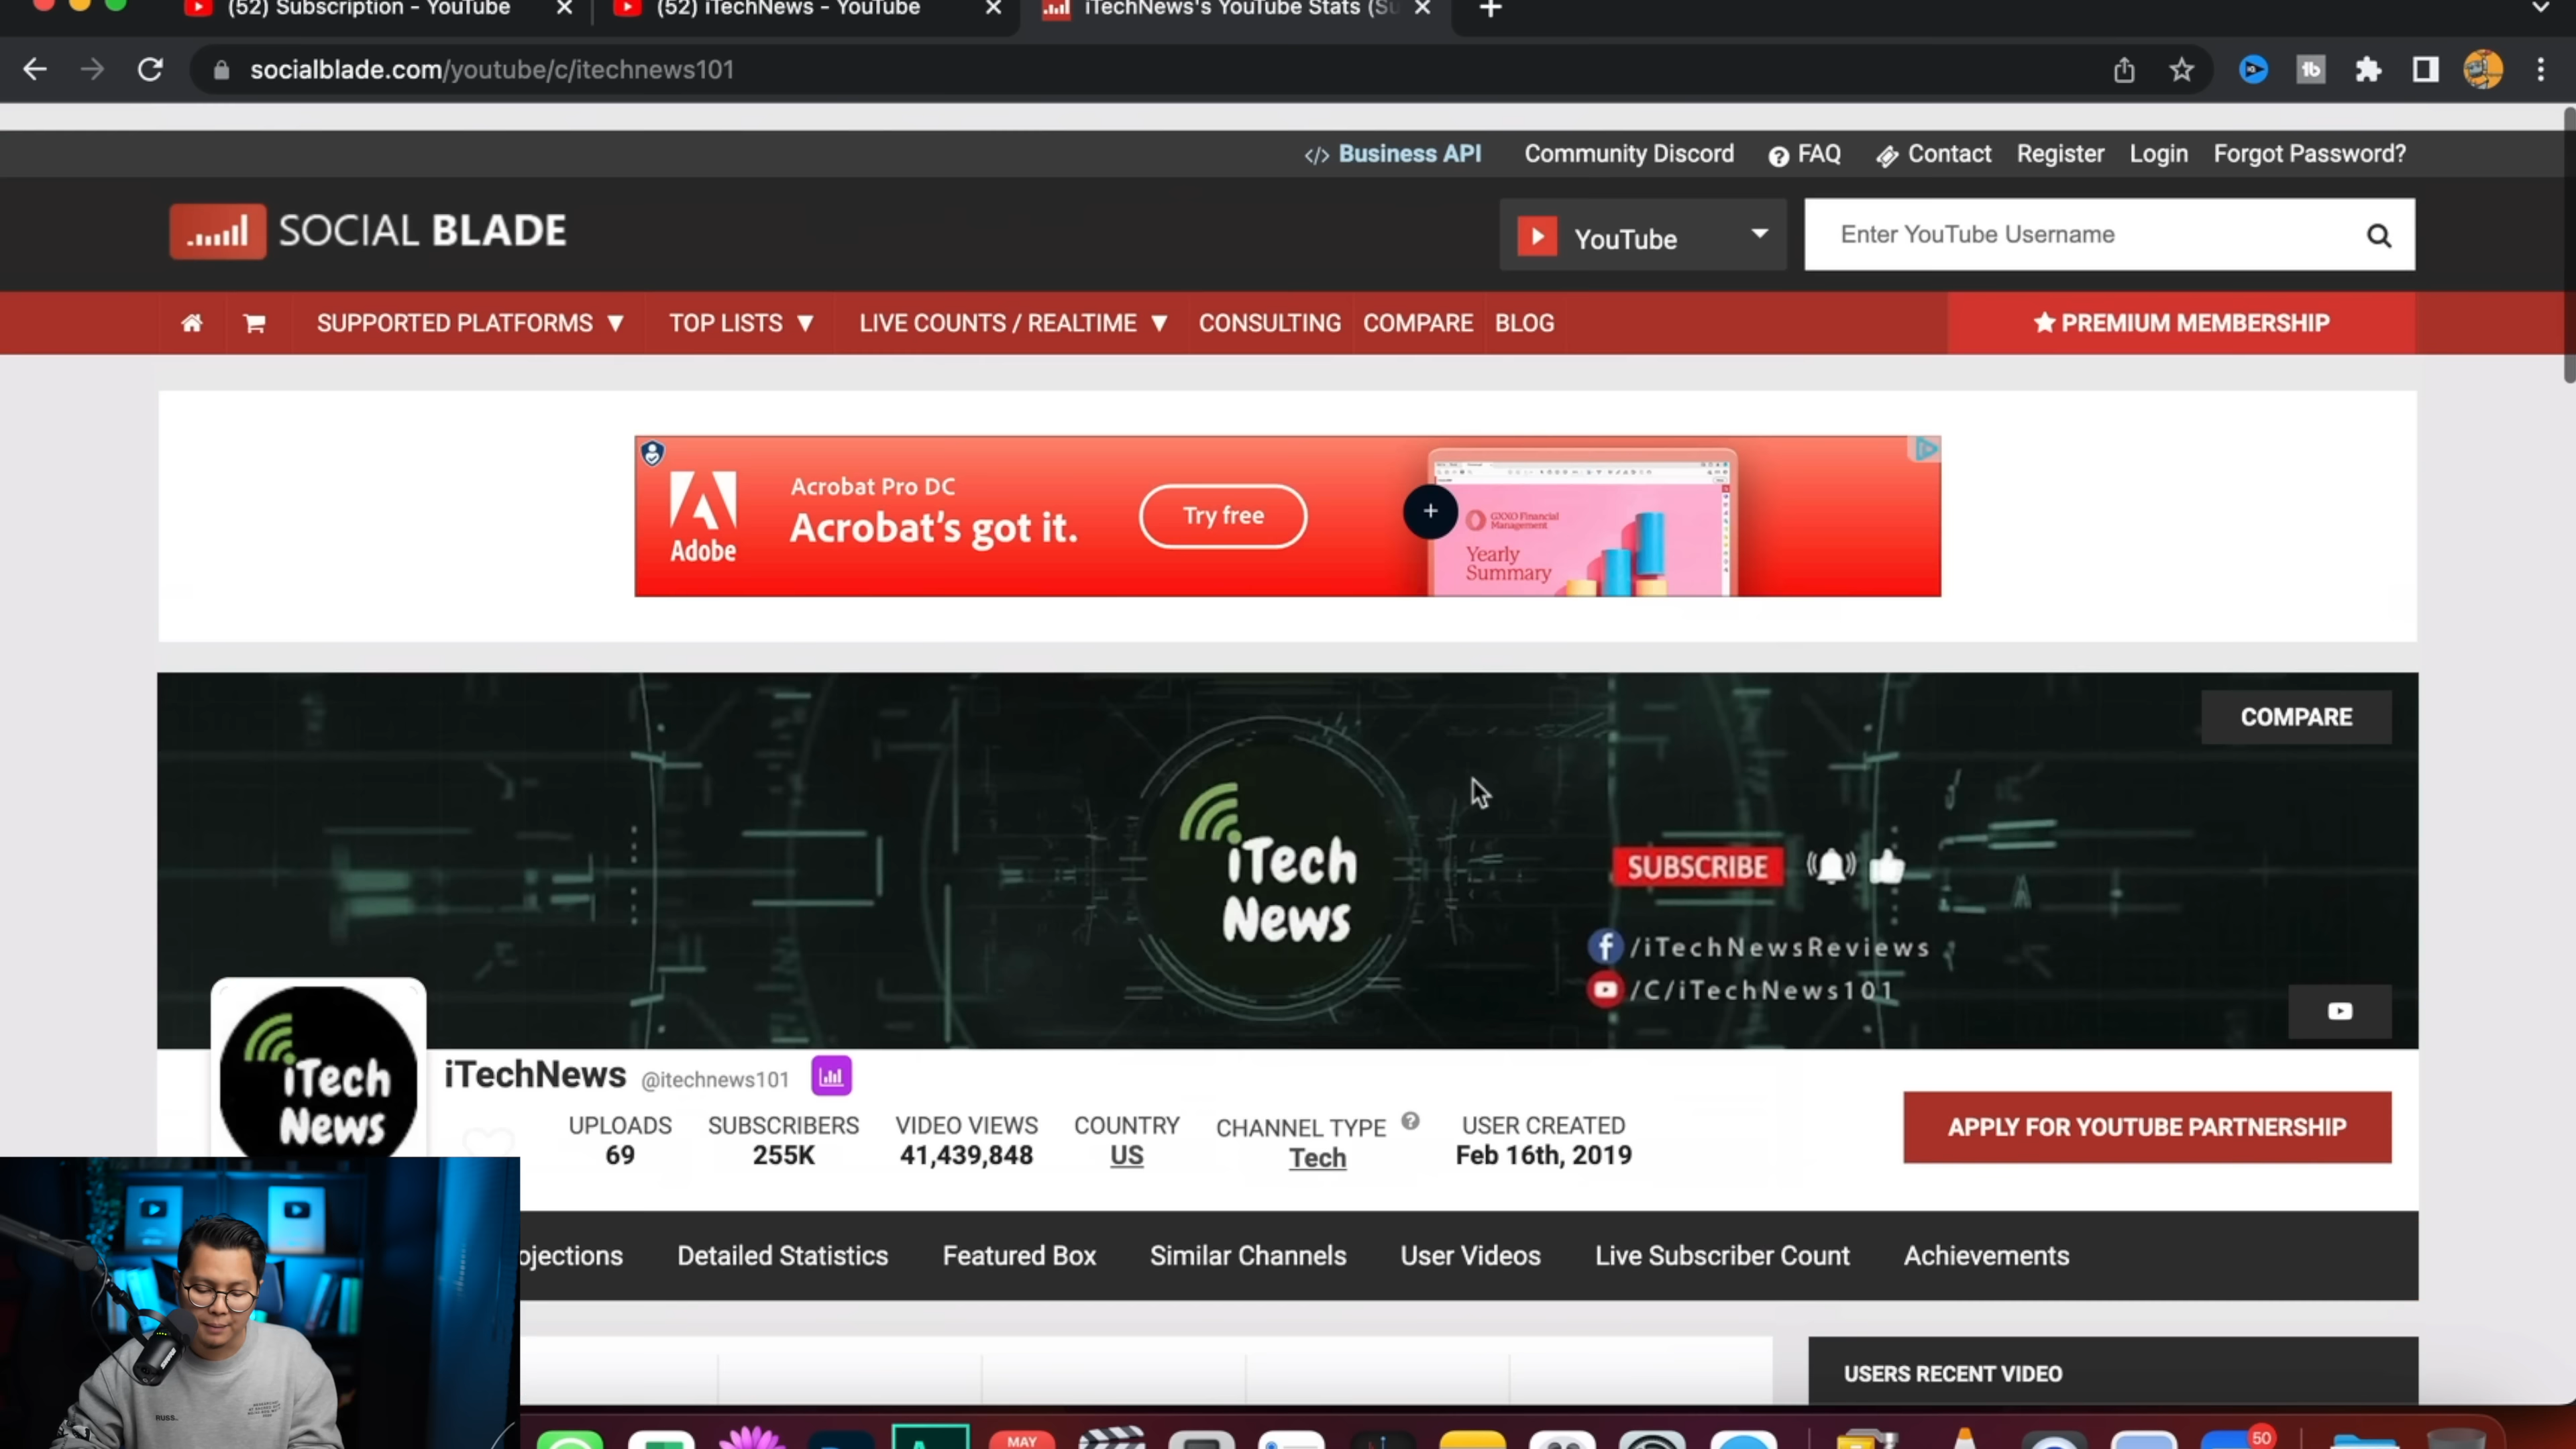 (52) Subscription - YouTube
(52) iTechNews - YouTube
iTechNews's YouTube Stats (Su
socialblade.com/youtube/c/itechnews101
Business API Community Discord FAQ Contact Register Login Forgot Password?
SOCIAL BLADE
YouTube
Enter YouTube Username
SUPPORTED PLATFORMS TOP LISTS LIVE COUNTS / REALTIME CONSULTING COMPARE BLOG
PREMIUM MEMBERSHIP
Adobe
Acrobat Pro DC
Acrobat's got it.
Try free
GXXO Financial
Management
Yearly
Summary
COMPARE
iTech
News
SUBSCRIBE
/iTechNewsReviews
/C/iTechNews101
iTech
News
iTechNews @itechnews101
UPLOADS SUBSCRIBERS VIDEO VIEWS COUNTRY CHANNEL TYPE USER CREATED
69 255K 41,439,848 US Tech Feb 16th, 2019
APPLY FOR YOUTUBE PARTNERSHIP
ojections Detailed Statistics Featured Box Similar Channels User Videos Live Subscriber Count Achievements
USERS RECENT VIDEO
RUSS.
MAY
50